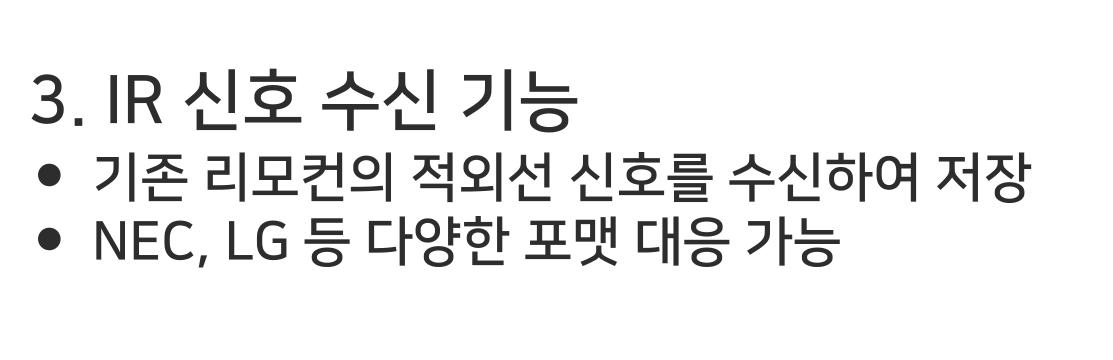 3. IR 신호 수신 기능
● 기존 리모컨의 적외선 신호를 수신하여 저장
● NEC, LG 등 다양한 포맷 대응 가능